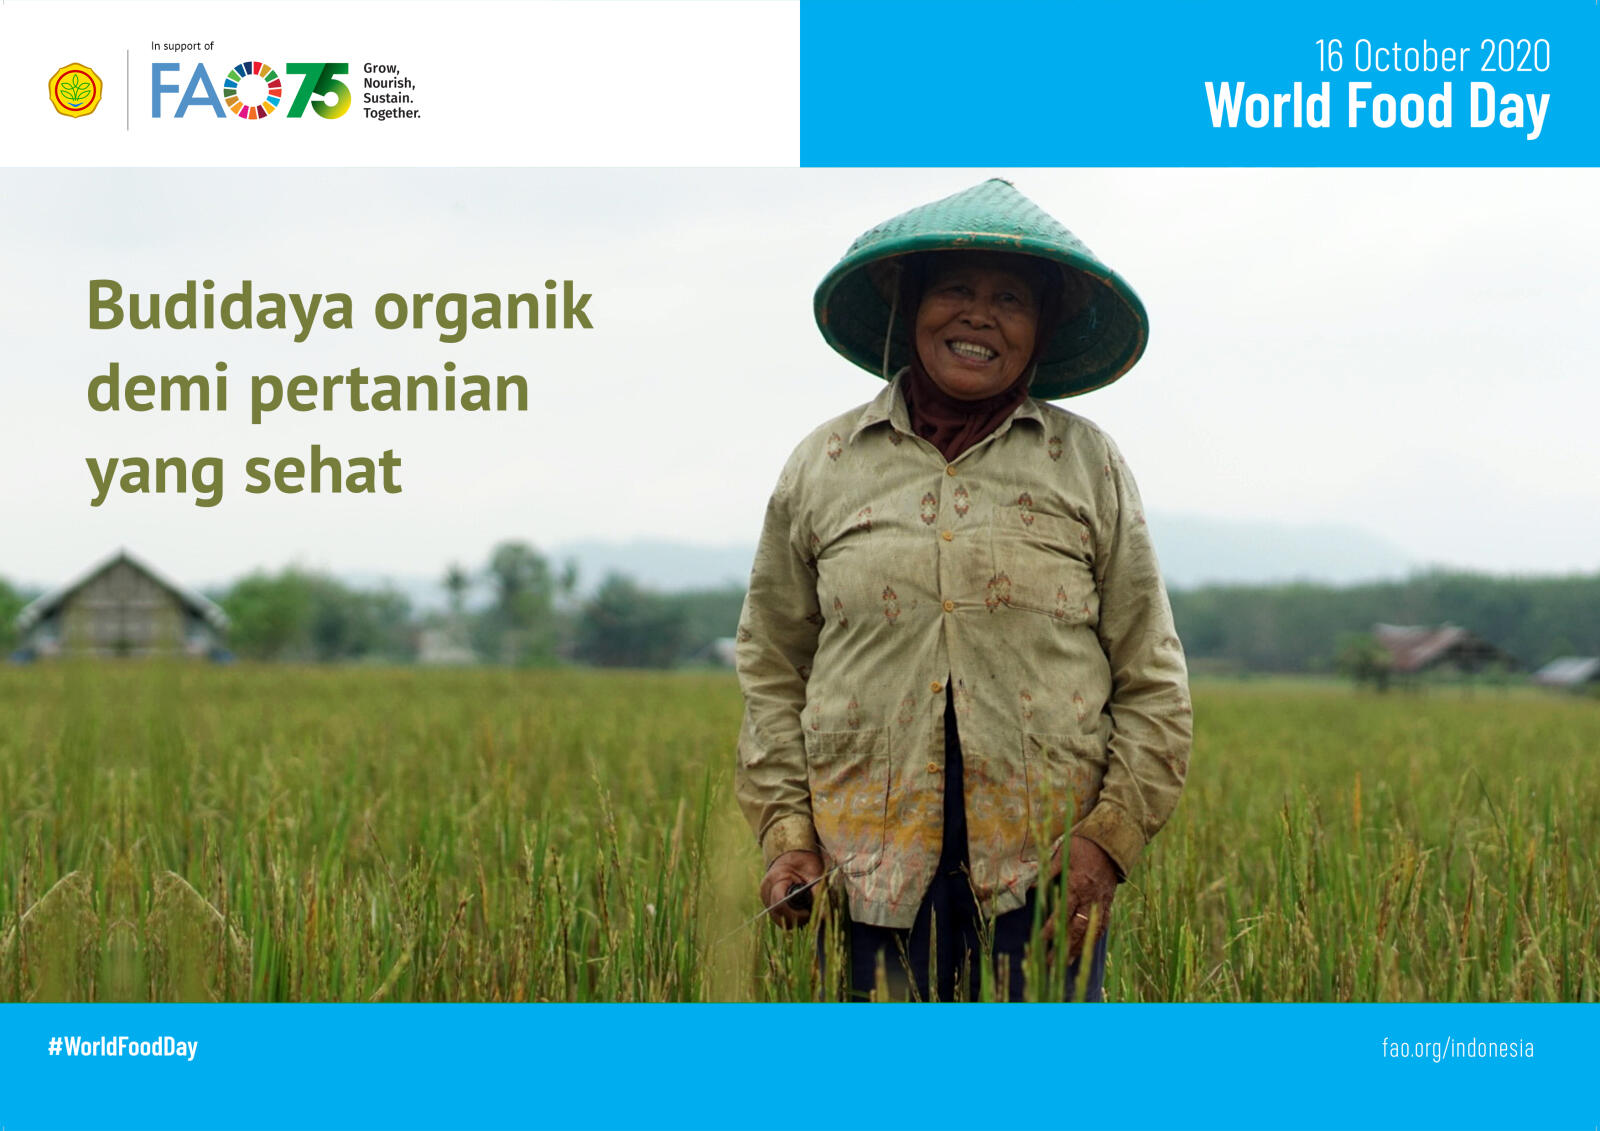 In support of
FAO75
Grow,
Nourish,
Sustain.
Together.
16 October 2020
World Food Day
Budidaya organik
demi pertanian
yang sehat
#WorldFoodDay
fao.org/indonesia